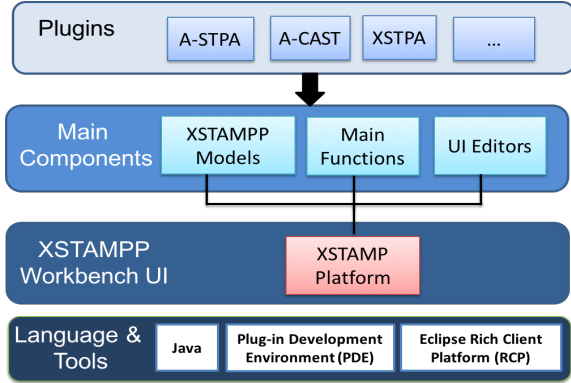 Plugins
A-STPA
A-CAST
XSTPA
...
Main
Components
XSTAMPP
Models
Main
Functions
UI Editors
XSTAMPP
Workbench UI
XSTAMP
Platform
Language &
Tools
Java
Plug-in Development
Environment (PDE)
Eclipse Rich Client
Platform (RCP)